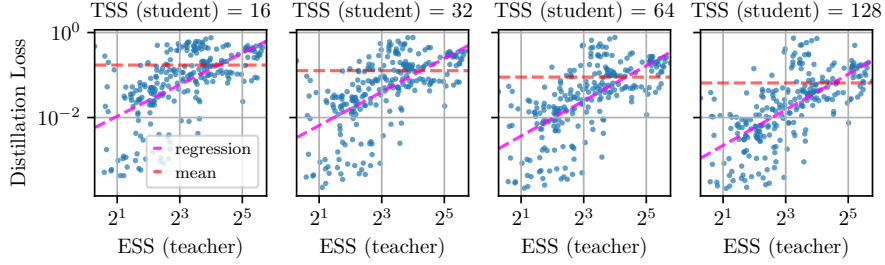 TSS (student) = 16 TSS (student) = 32 TSS (student) = 64 TSS (student) = 128
Distillation Loss
10^0
10^-2
regression
mean
2^1 2^3 2^5 2^1 2^3 2^5 2^1 2^3 2^5 2^1 2^3 2^5
ESS (teacher) ESS (teacher) ESS (teacher) ESS (teacher)